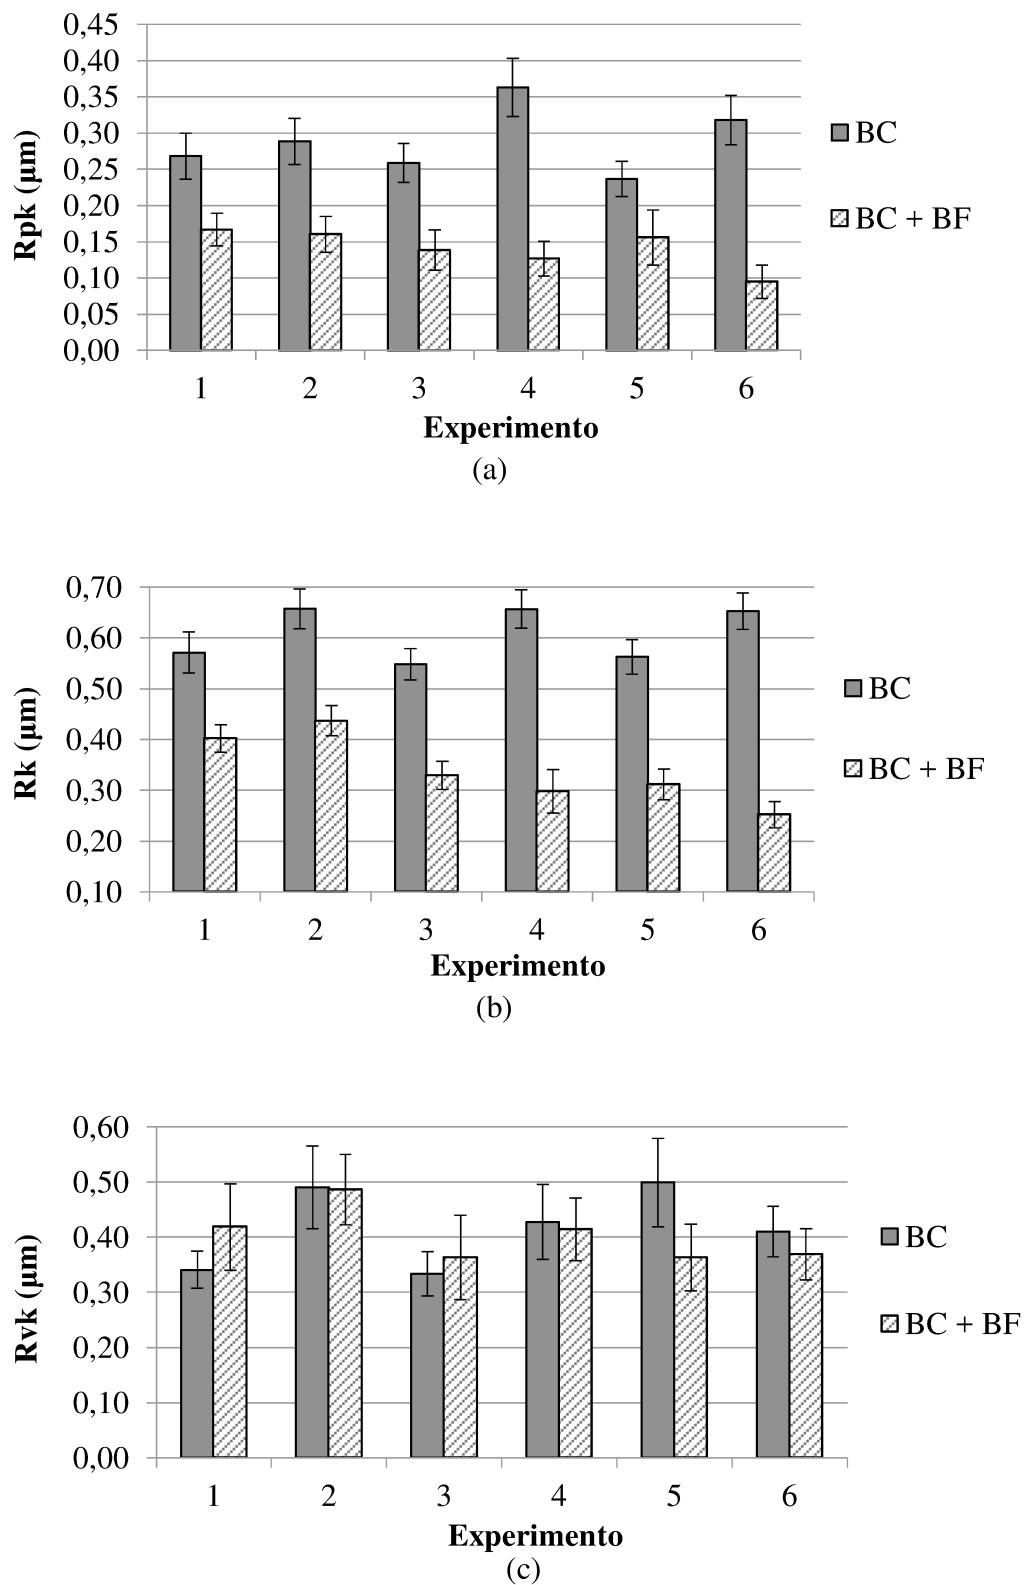 0,45
0,40
0,35
0,30
0,25
0,20
0,15
0,10
0,05
0,00
Rpk (µm)
BC
BC + BF
1 2 3 4 5 6
Experimento
(a)
0,70
0,60
0,50
0,40
0,30
0,20
0,10
Rk (µm)
BC
BC + BF
1 2 3 4 5 6
Experimento
(b)
0,60
0,50
0,40
0,30
0,20
0,10
0,00
Rvk (µm)
BC
BC + BF
1 2 3 4 5 6
Experimento
(c)